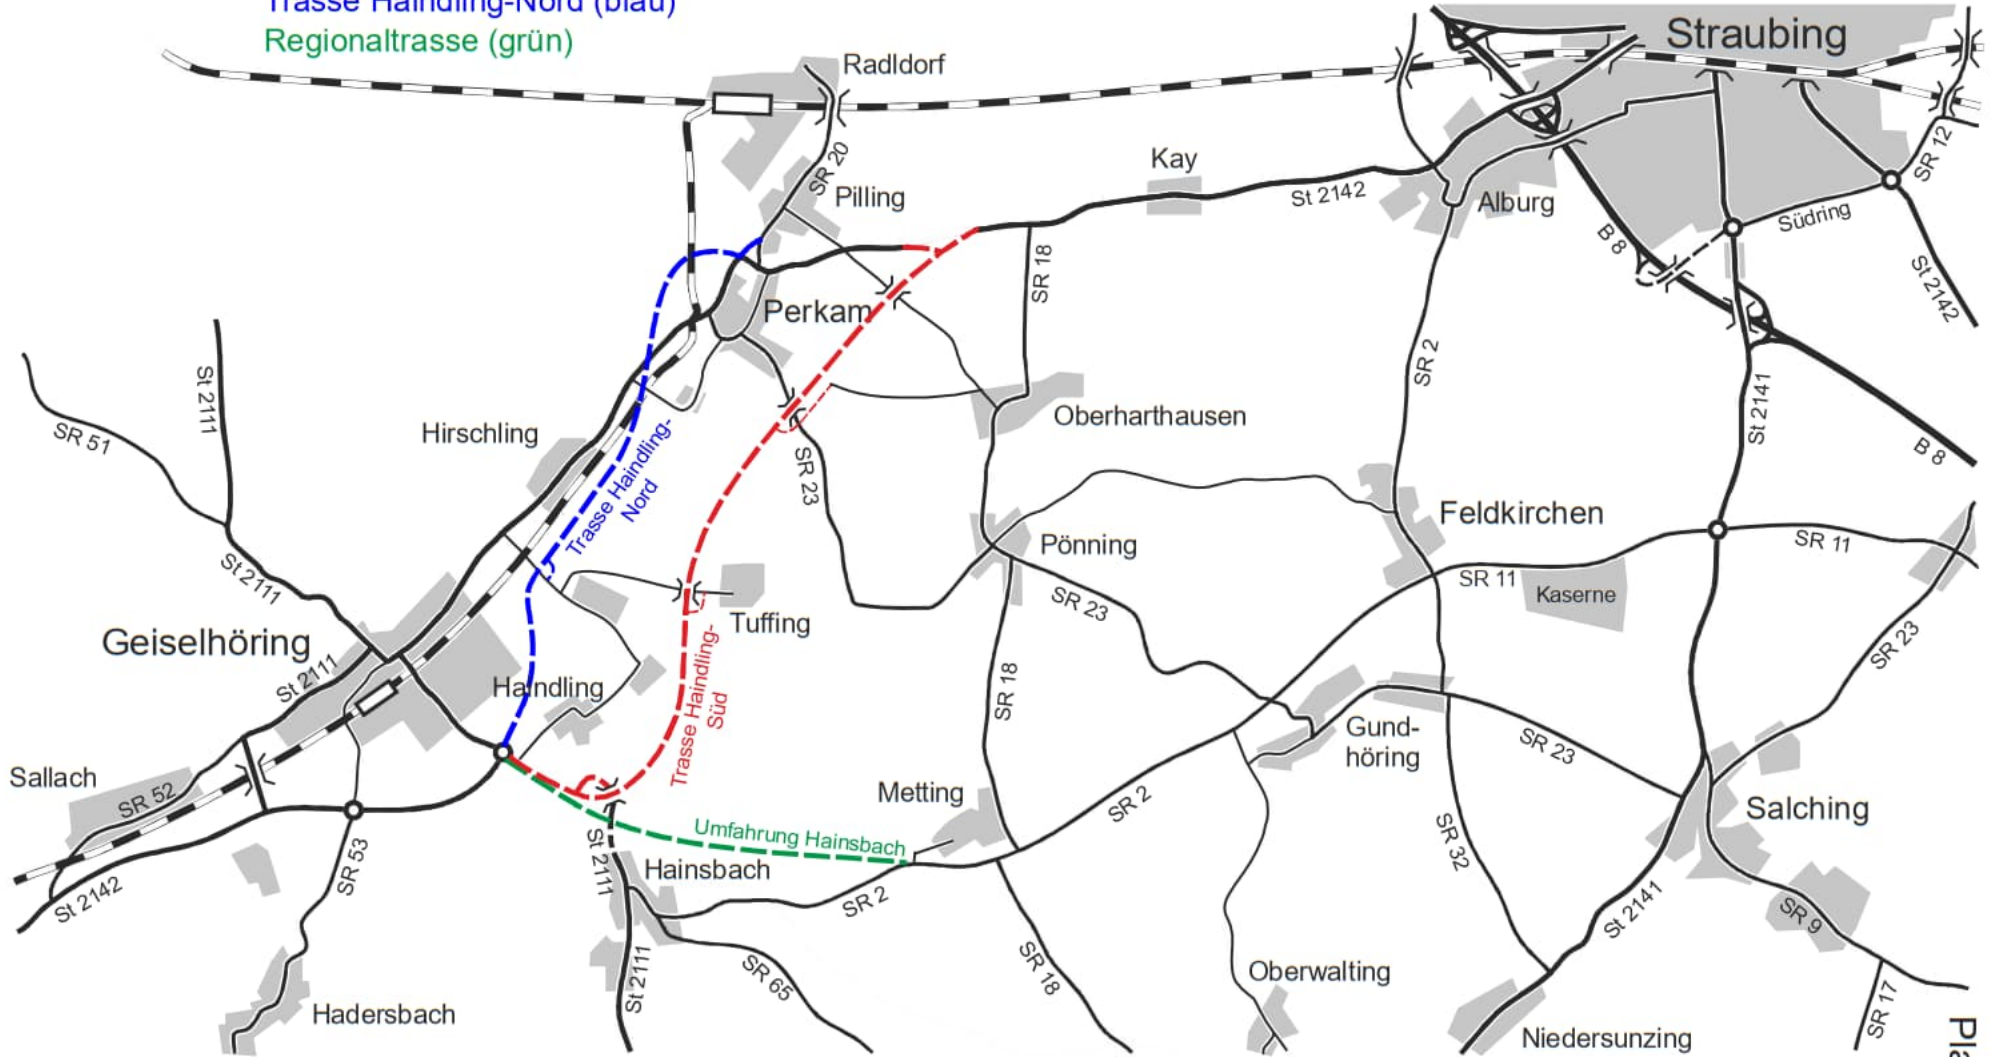 Trasse Haindling-Nord (blau)
Regionaltrasse (grün)
Straubing
Radldorf
SR 20
Kay
Pilling
St 2142
Alburg
SR 12
Südring
B 8
St 2142
SR 18
Perkam
SR 2
St 2111
St 2141
SR 51
Hirschling
Oberharthausen
B 8
Trasse Haindling-
Nord
SR 23
Feldkirchen
Pönning
SR 11
St 2111
SR 11
Kaserne
SR 23
Tuffing
Geiselhöring
St 2111
Haindling
Trasse Haindling-
Süd
SR 18
SR 23
Gund-
höring
SR 23
Sallach
SR 52
Metting
SR 2
Salching
Umfahrung Hainsbach
SR 53
St 2111
Hainsbach
SR 32
St 2142
SR 2
St 2141
SR 9
St 2111
SR 65
SR 18
Oberwalting
Hadersbach
SR 17
Niedersunzing
Pla